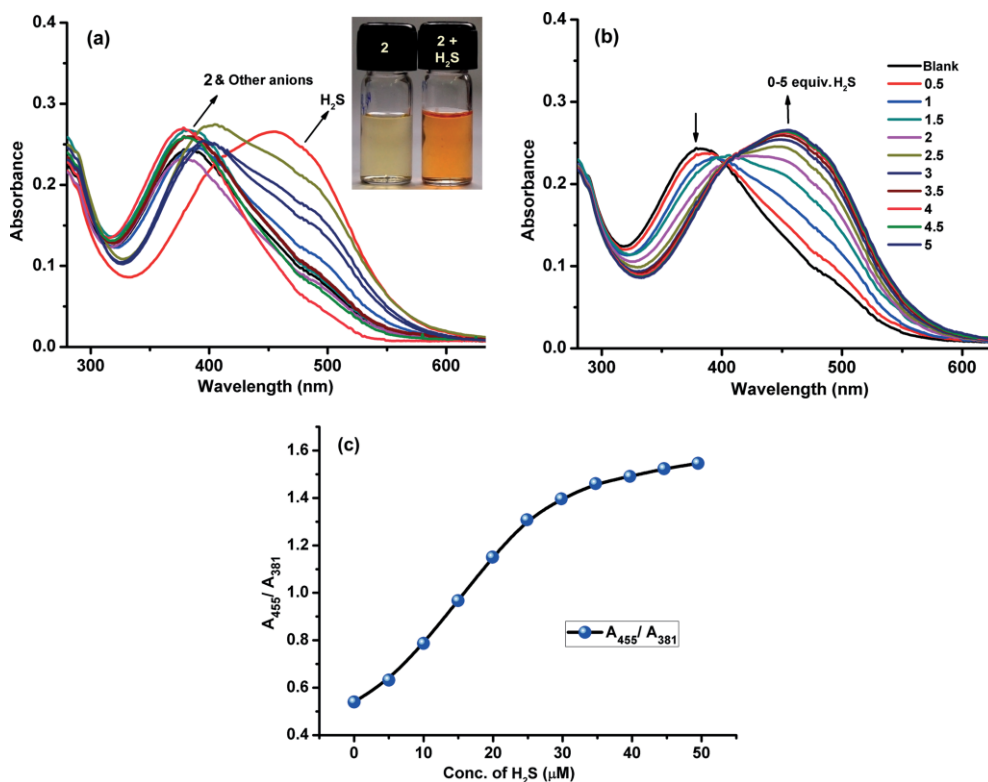 (a)
2
2 +
H₂S
2 & Other anions
H₂S
Absorbance
0.4
0.3
0.2
0.1
0.0
300 400 500 600
Wavelength (nm)
(b)
0-5 equiv. H₂S
Blank
0.5
1
1.5
2
2.5
3
3.5
4
4.5
5
Absorbance
0.4
0.3
0.2
0.1
0.0
300 400 500 600
Wavelength (nm)
(c)
A₄₅₅/ A₃₈₁
1.6
1.4
1.2
1.0
0.8
0.6
0.4
A₄₅₅/ A₃₈₁
0 10 20 30 40 50
Conc. of H₂S (μM)